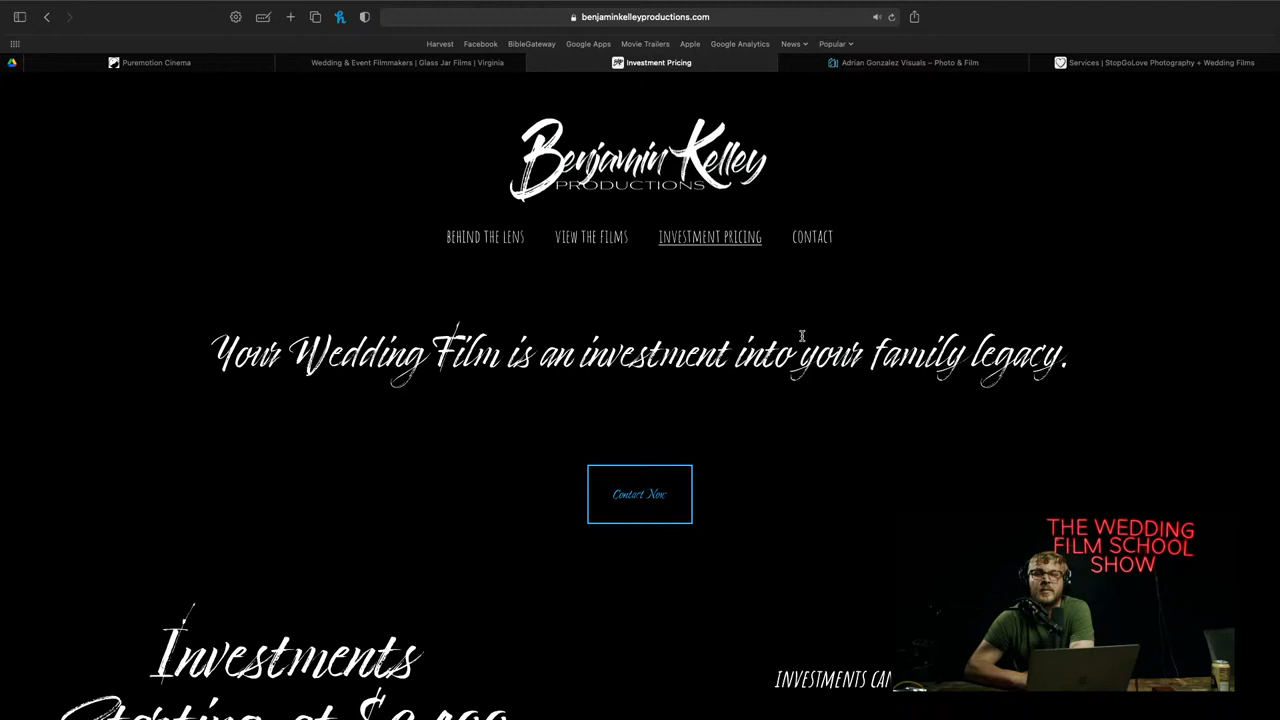 benjaminkelleyproductions.com
Harvest Facebook BibleGateway Google Apps Movie Trailers Apple Google Analytics News Popular
Puremotion Cinema Wedding & Event Filmmakers | Glass Jar Films | Virginia Investment Pricing Adrian Gonzalez Visuals – Photo & Film Services | StopGoLove Photography + Wedding Films
Benjamin Kelley
PRODUCTIONS
BEHIND THE LENS VIEW THE FILMS INVESTMENT PRICING CONTACT
Your Wedding Film is an investment into your family legacy.
Contact Now
THE WEDDING
FILM SCHOOL
SHOW
Investments
INVESTMENTS CAN
Starting at